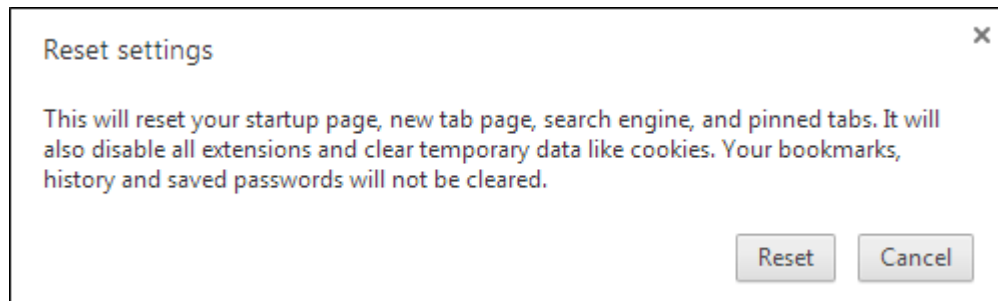 Reset settings
This will reset your startup page, new tab page, search engine, and pinned tabs. It will
also disable all extensions and clear temporary data like cookies. Your bookmarks,
history and saved passwords will not be cleared.
Reset Cancel